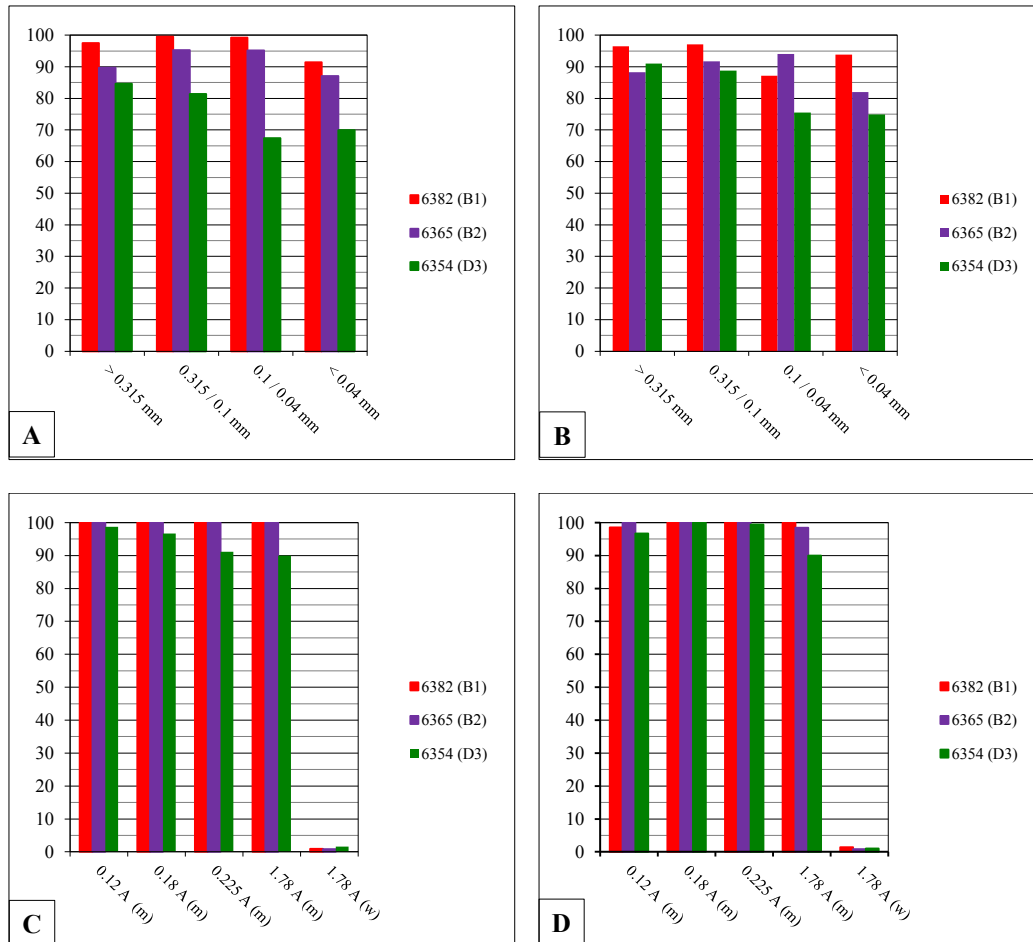 100
90
80
70
60
50
40
30
20
10
0
> 0.315 mm
0.315 / 0.1 mm
0.1 / 0.04 mm
< 0.04 mm
6382 (B1)
6365 (B2)
6354 (D3)
A
100
90
80
70
60
50
40
30
20
10
0
> 0.315 mm
0.315 / 0.1 mm
0.1 / 0.04 mm
< 0.04 mm
6382 (B1)
6365 (B2)
6354 (D3)
B
100
90
80
70
60
50
40
30
20
10
0
0.12 A (m)
0.18 A (m)
0.225 A (m)
1.78 A (m)
1.78 A (w)
6382 (B1)
6365 (B2)
6354 (D3)
C
100
90
80
70
60
50
40
30
20
10
0
0.12 A (m)
0.18 A (m)
0.225 A (m)
1.78 A (m)
1.78 A (w)
6382 (B1)
6365 (B2)
6354 (D3)
D